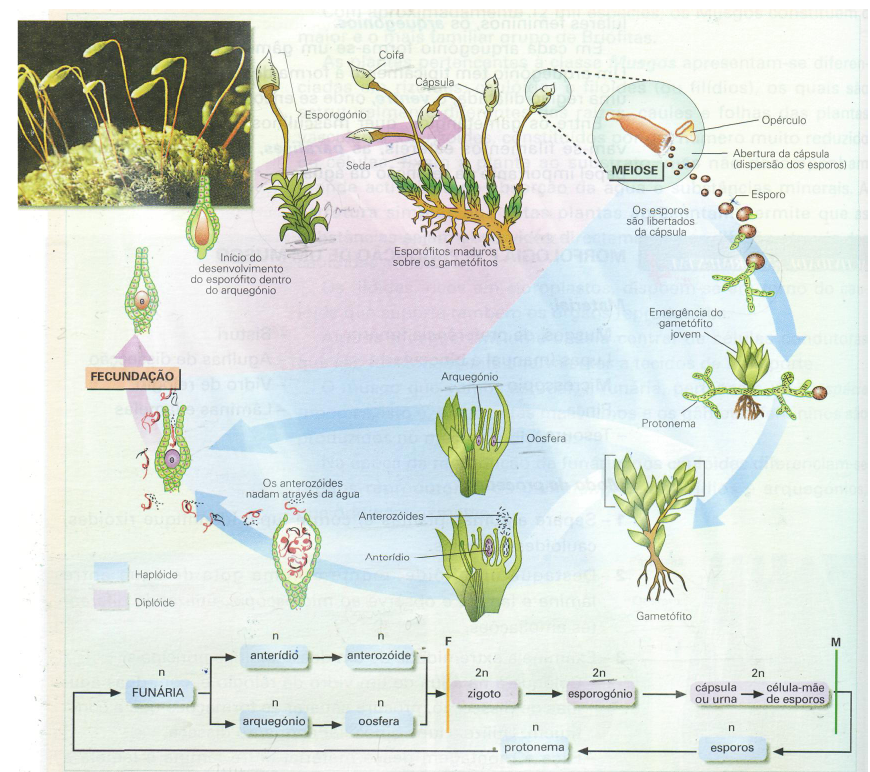 Coifa
Cápsula
Esporogónio
Seda
Opérculo
MEIOSE
Abertura da cápsula
(dispersão dos esporos)
Esporo
Os esporos
são libertados
da cápsula
Início do
desenvolvimento
do esporófito dentro
do arquegónio
Esporófitos maduros
sobre os gametófitos
Emergência do
gametófito
jovem
FECUNDAÇÃO
Arquegónio
Protonema
Oosfera
Os anterozóides
nadam através da água
Anterozóides
Anterídio
Haplóide
Diplóide
Gametófito
n n F M
anterídio anterozóide
n 2n 2n 2n
FUNÁRIA zigoto esporogónio cápsula ou urna célula-mãe de esporos
n n
arquegónio oosfera
n n
protonema esporos